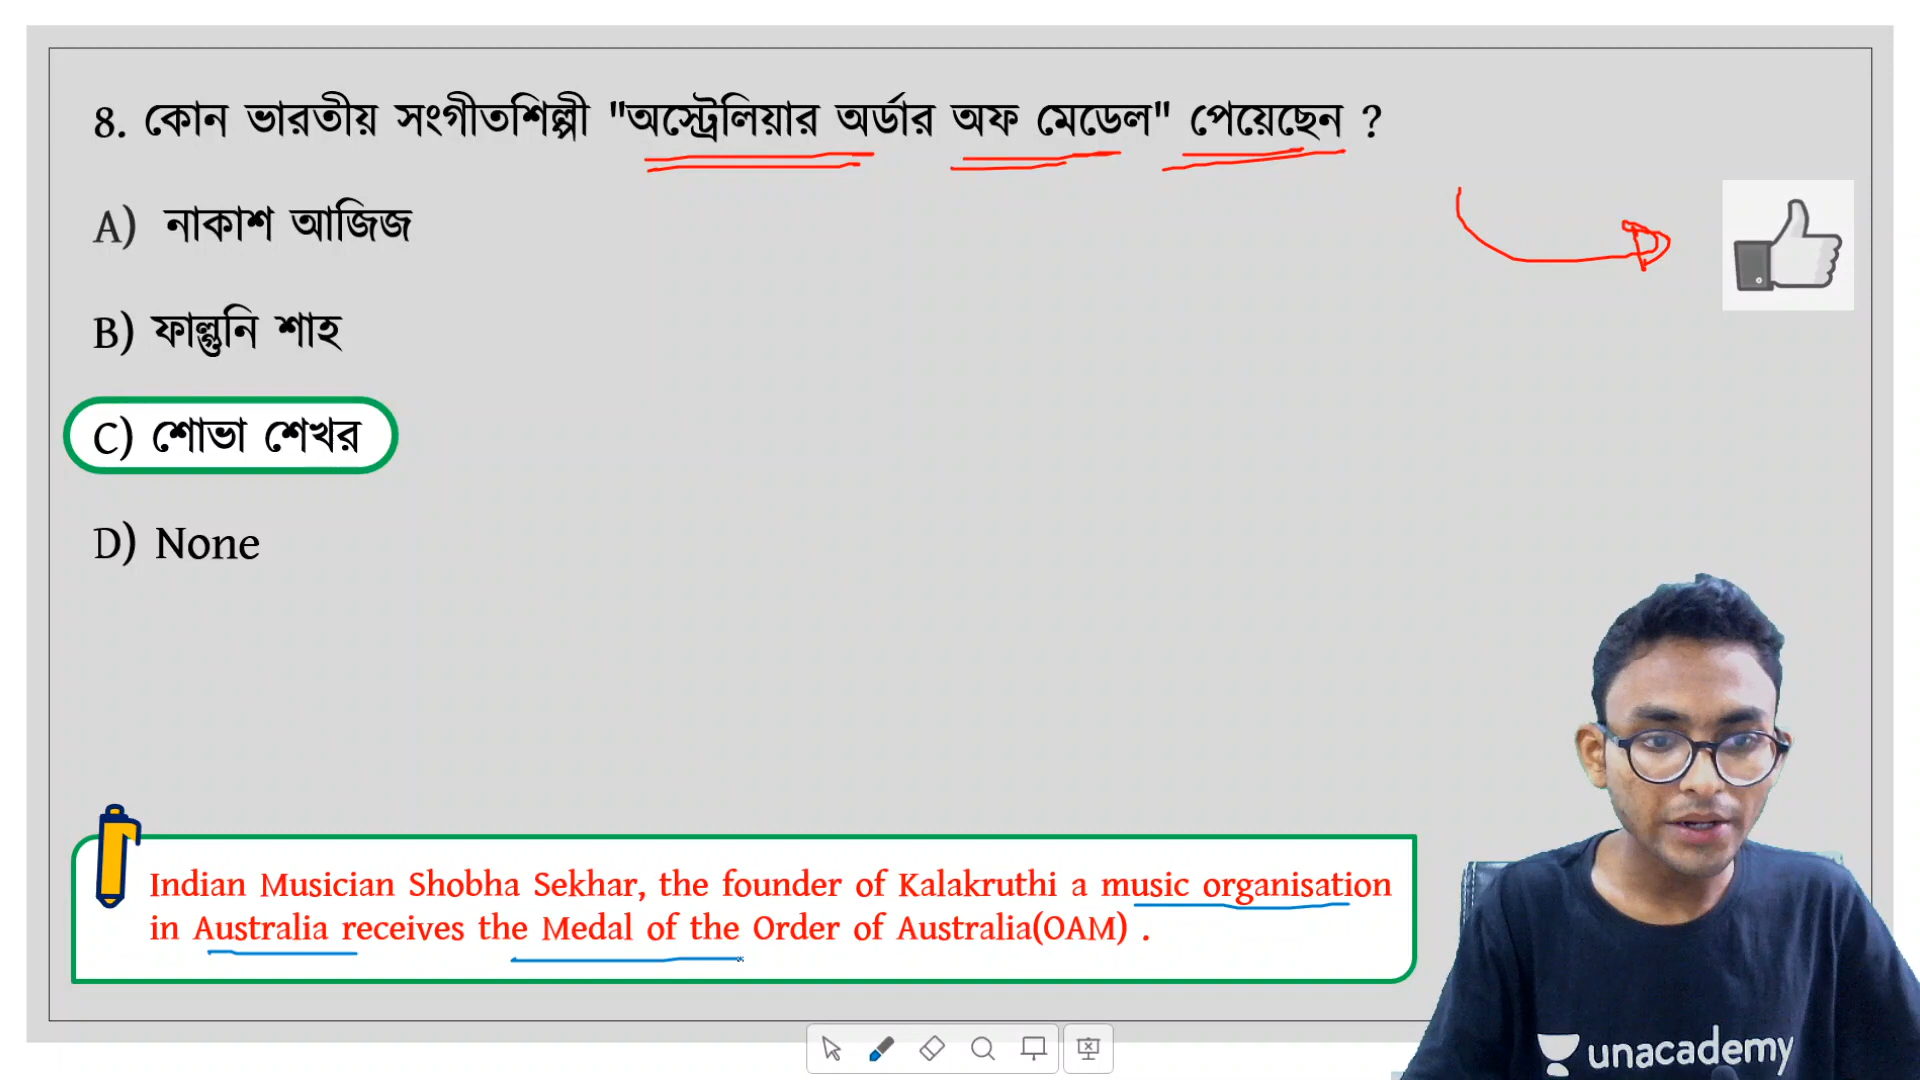 8. কোন ভারতীয় সংগীতশিল্পী "অস্ট্রেলিয়ার অর্ডার অফ মেডেল" পেয়েছেন ?
A) নাকাশ আজিজ
B) ফাল্গুনি শাহ
C) শোভা শেখর
D) None
Indian Musician Shobha Sekhar, the founder of Kalakruthi a music organisation
in Australia receives the Medal of the Order of Australia(OAM) .
unacademy